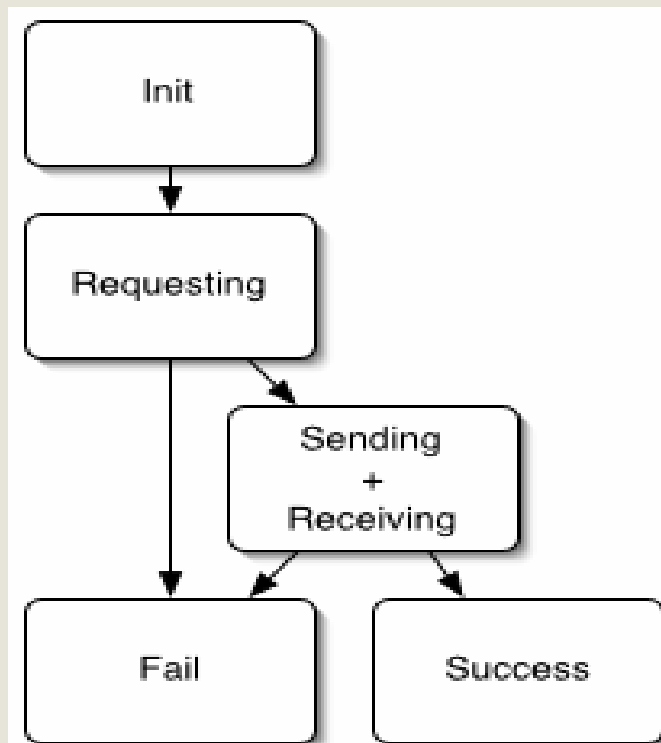 Init
Requesting
Sending
+
Receiving
Fail
Success